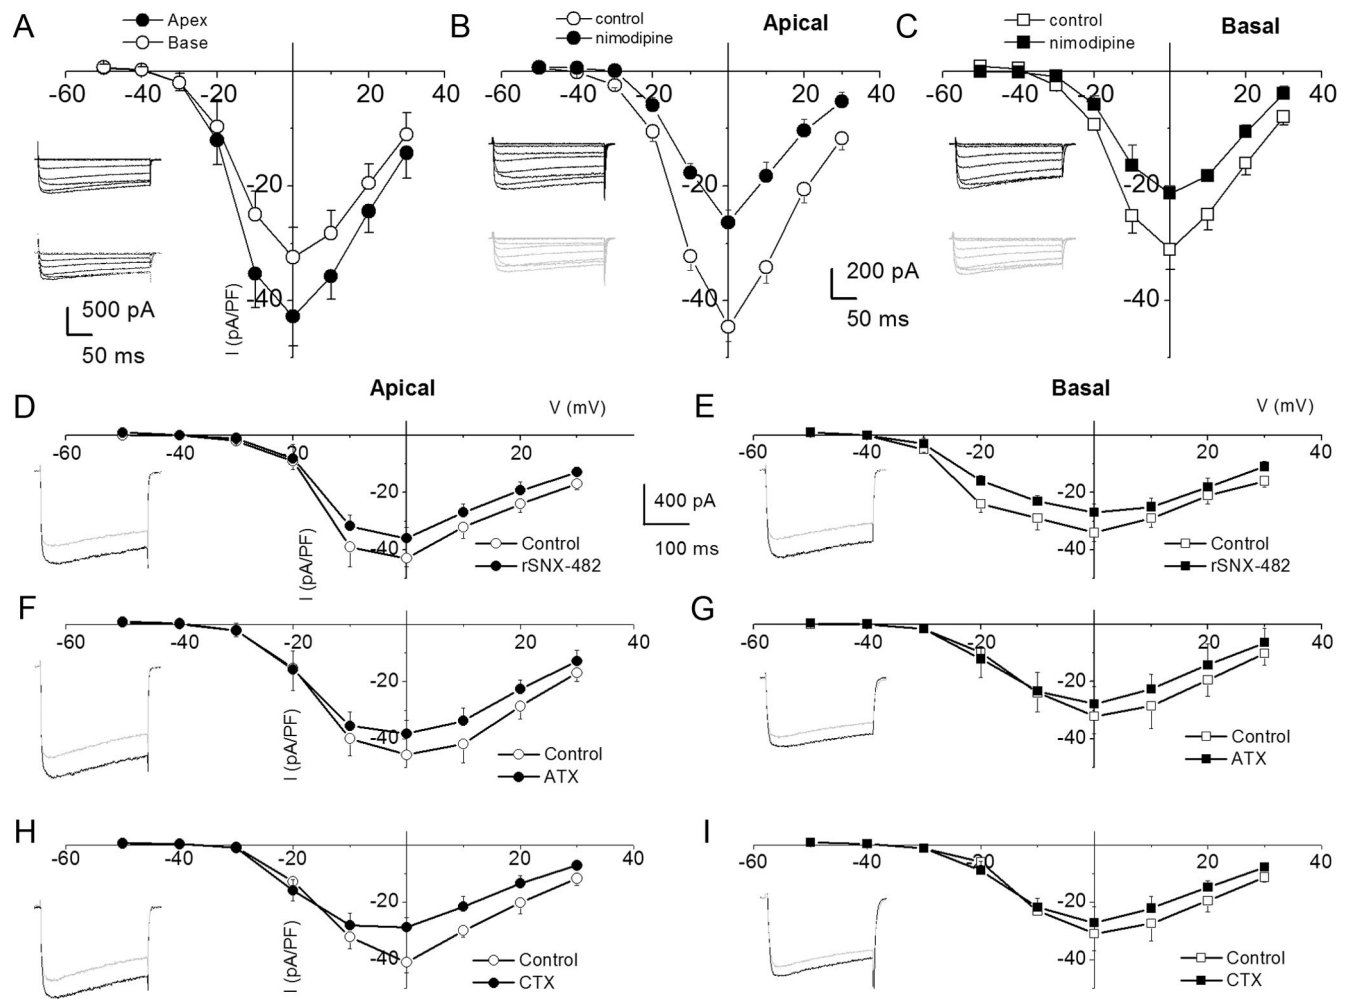 A
Apex
Base
-60
-40
-20
20
40
-20
-40
I (pA/PF)
500 pA
50 ms
B
control
nimodipine
Apical
-60
-40
-20
20
40
-20
-40
200 pA
50 ms
C
control
nimodipine
Basal
-60
-40
-20
20
40
-20
-40
Apical
D
V (mV)
-60
-40
-20
20
-20
-40
I (pA/PF)
Control
rSNX-482
400 pA
100 ms
Basal
E
V (mV)
-60
-40
-20
20
40
-20
-40
Control
rSNX-482
F
-60
-40
-20
20
40
-20
-40
I (pA/PF)
Control
ATX
G
-60
-40
-20
20
40
-20
-40
Control
ATX
H
-60
-40
-20
20
40
-20
-40
I (pA/PF)
Control
CTX
I
-60
-40
-20
20
40
-20
-40
Control
CTX